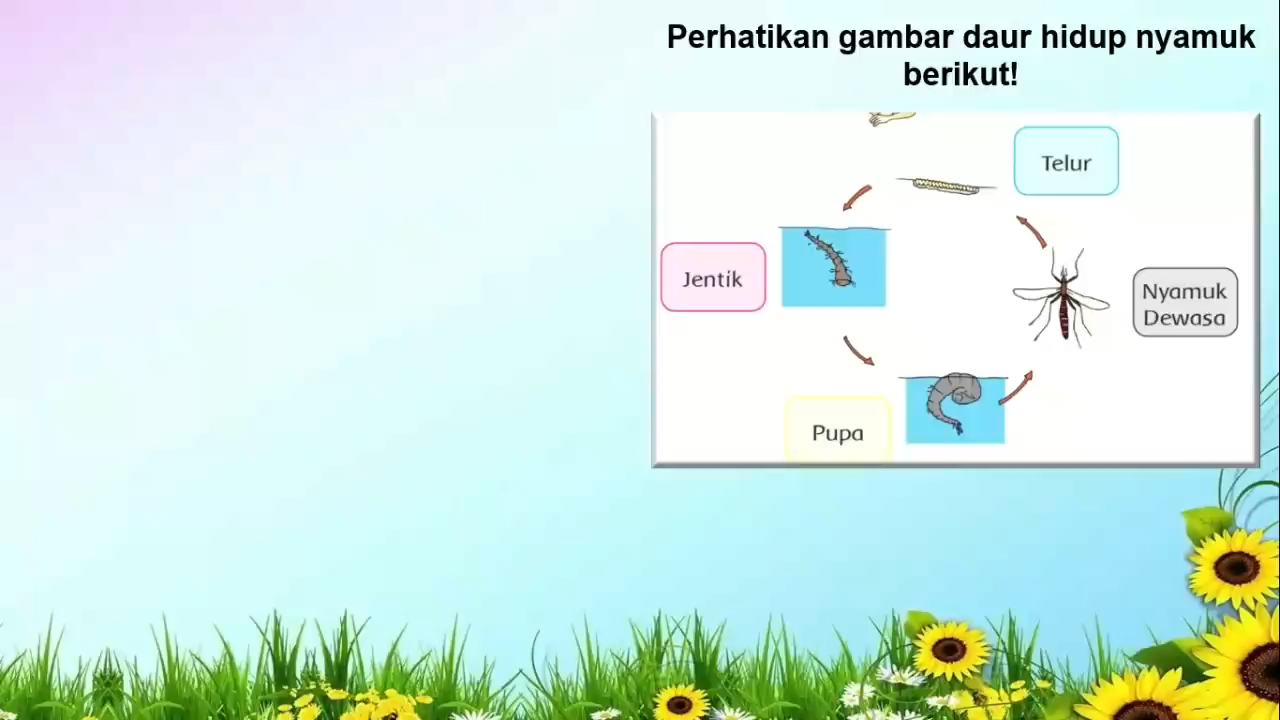 Perhatikan gambar daur hidup nyamuk
berikut!
Telur
Jentik
Nyamuk
Dewasa
Pupa